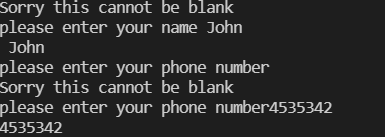 Sorry this cannot be blank
please enter your name John
 John
please enter your phone number
Sorry this cannot be blank
please enter your phone number4535342
4535342